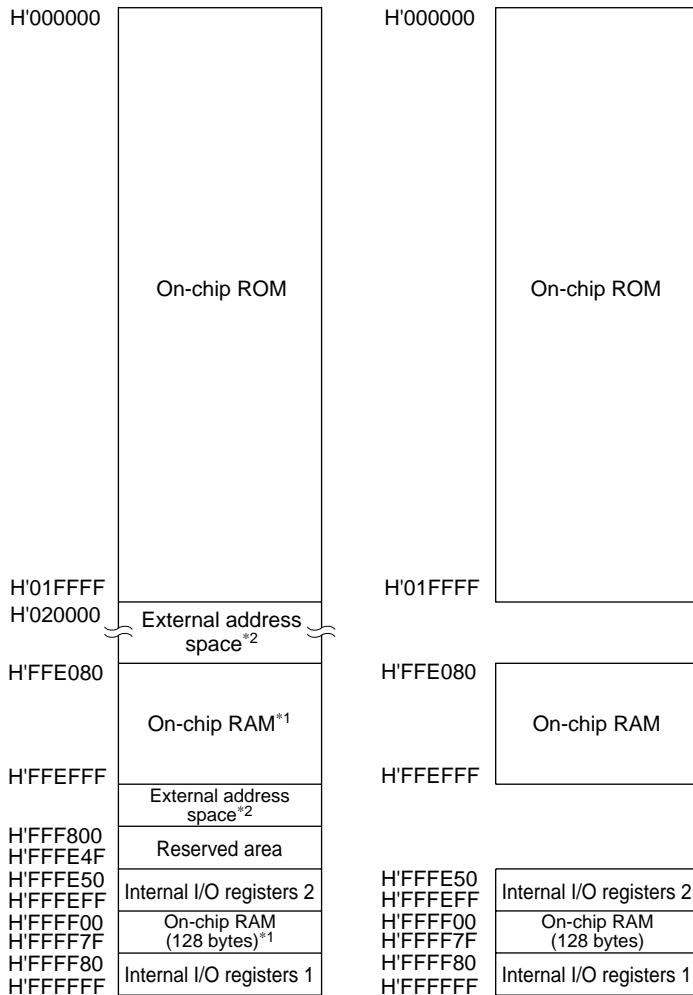 H'000000
On-chip ROM
H'01FFFF
H'020000
External address
space*2
H'FFE080
On-chip RAM*1
H'FFEFFF
External address
space*2
H'FFF800
H'FFFE4F
Reserved area
H'FFFE50
H'FFFEFF
Internal I/O registers 2
H'FFFF00
H'FFFF7F
On-chip RAM
(128 bytes)*1
H'FFFF80
H'FFFFFF
Internal I/O registers 1
H'000000
On-chip ROM
H'01FFFF
H'FFE080
On-chip RAM
H'FFEFFF
H'FFFE50
H'FFFEFF
Internal I/O registers 2
H'FFFF00
H'FFFF7F
On-chip RAM
(128 bytes)
H'FFFF80
H'FFFFFF
Internal I/O registers 1